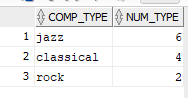 COMP_TYPE NUM_TYPE
1 jazz 6
2 classical 4
3 rock 2